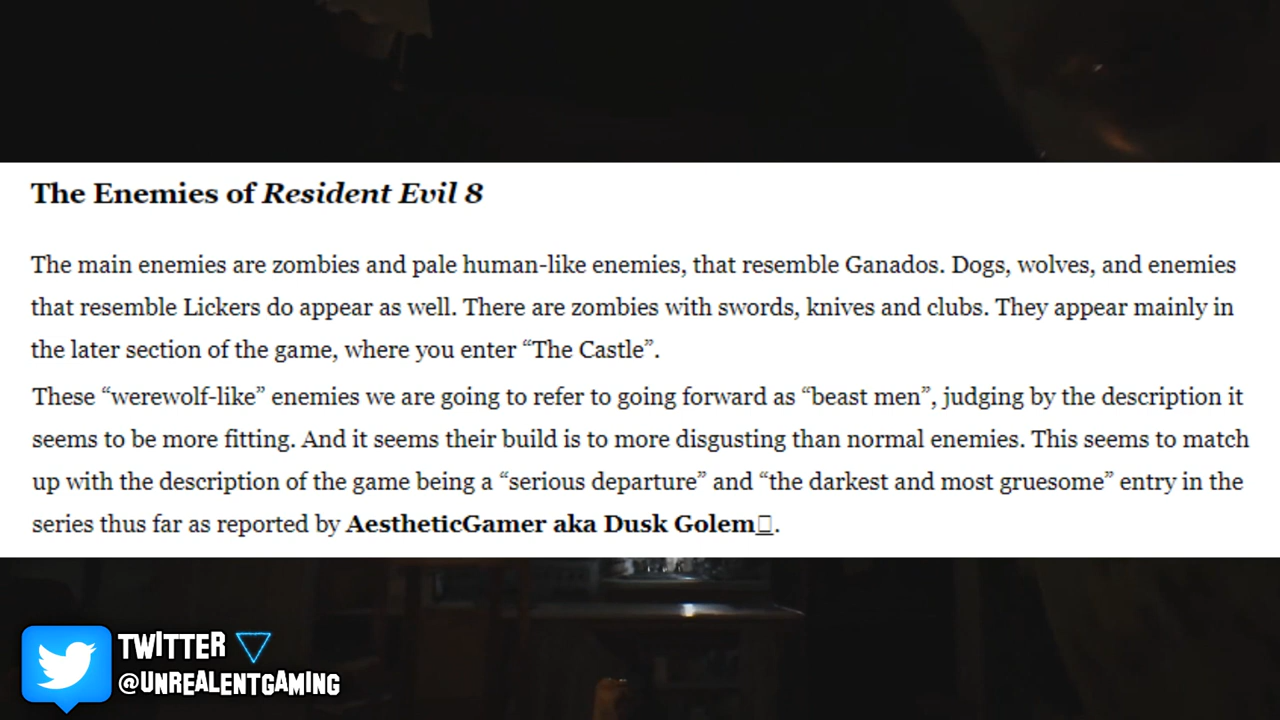 The Enemies of Resident Evil 8
The main enemies are zombies and pale human-like enemies, that resemble Ganados. Dogs, wolves, and enemies
that resemble Lickers do appear as well. There are zombies with swords, knives and clubs. They appear mainly in
the later section of the game, where you enter “The Castle”.
These “werewolf-like” enemies we are going to refer to going forward as “beast men”, judging by the description it
seems to be more fitting. And it seems their build is to more disgusting than normal enemies. This seems to match
up with the description of the game being a “serious departure” and “the darkest and most gruesome” entry in the
series thus far as reported by AestheticGamer aka Dusk Golem.
TWITTER
@UNREALENTGAMING